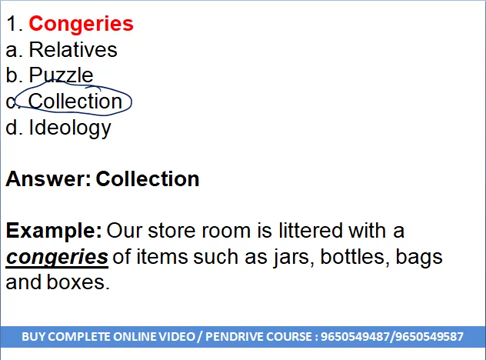 1. Congeries
a. Relatives
b. Puzzle
c. Collection
d. Ideology
Answer: Collection
Example: Our store room is littered with a
congeries of items such as jars, bottles, bags
and boxes.
BUY COMPLETE ONLINE VIDEO / PENDRIVE COURSE : 9650549487/9650549587